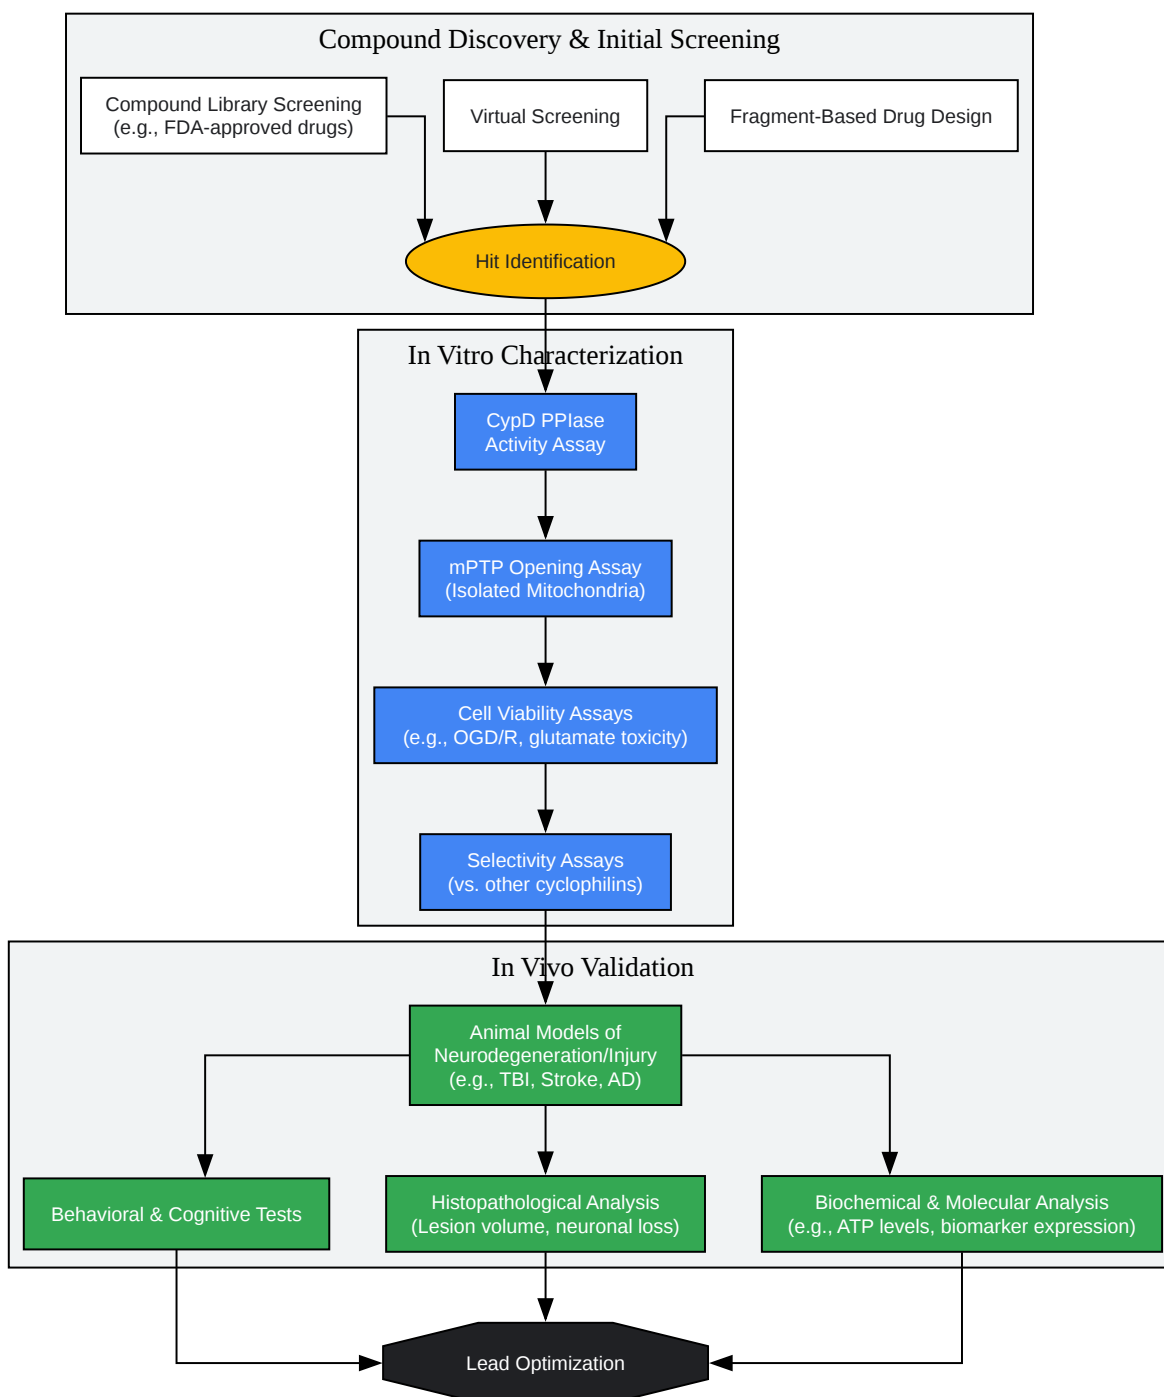 Compound Discovery & Initial Screening
Compound Library Screening
(e.g., FDA-approved drugs)
Virtual Screening
Fragment-Based Drug Design
Hit Identification
In Vitro Characterization
CypD PPIase
Activity Assay
mPTP Opening Assay
(Isolated Mitochondria)
Cell Viability Assays
(e.g., OGD/R, glutamate toxicity)
Selectivity Assays
(vs. other cyclophilins)
In Vivo Validation
Animal Models of
Neurodegeneration/Injury
(e.g., TBI, Stroke, AD)
Behavioral & Cognitive Tests
Histopathological Analysis
(Lesion volume, neuronal loss)
Biochemical & Molecular Analysis
(e.g., ATP levels, biomarker expression)
Lead Optimization